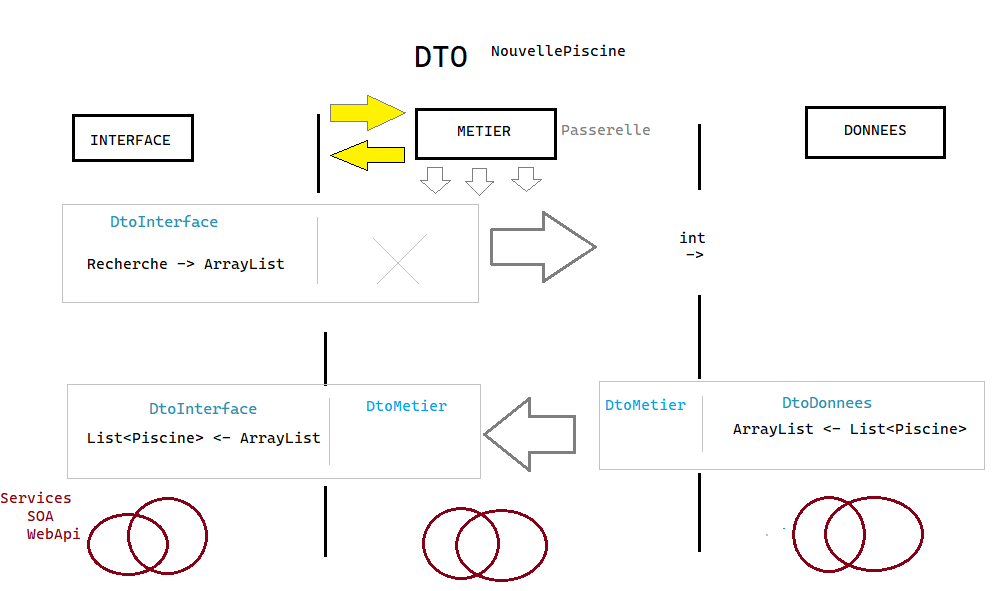 DTO NouvellePiscine
INTERFACE
METIER
Passerelle
DONNEES
DtoInterface
Recherche -> ArrayList
int
->
DtoInterface
DtoMetier
List<Piscine> <- ArrayList
DtoMetier
DtoDonnees
ArrayList <- List<Piscine>
Services
SOA
WebApi